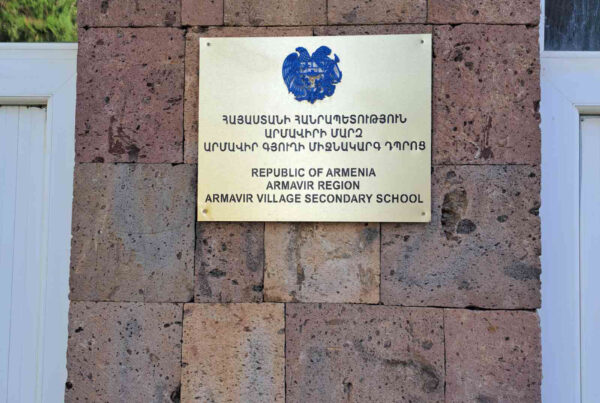 ՀԱՅԱՍՏԱՆԻ ՀԱՆՐԱՊԵՏՈՒԹՅՈՒՆ
ԱՐՄԱՎԻՐԻ ՄԱՐԶ
ԱՐՄԱՎԻՐ ԳՅՈՒՂԻ ՄԻՋՆԱԿԱՐԳ ԴՊՐՈՑ
REPUBLIC OF ARMENIA
ARMAVIR REGION
ARMAVIR VILLAGE SECONDARY SCHOOL